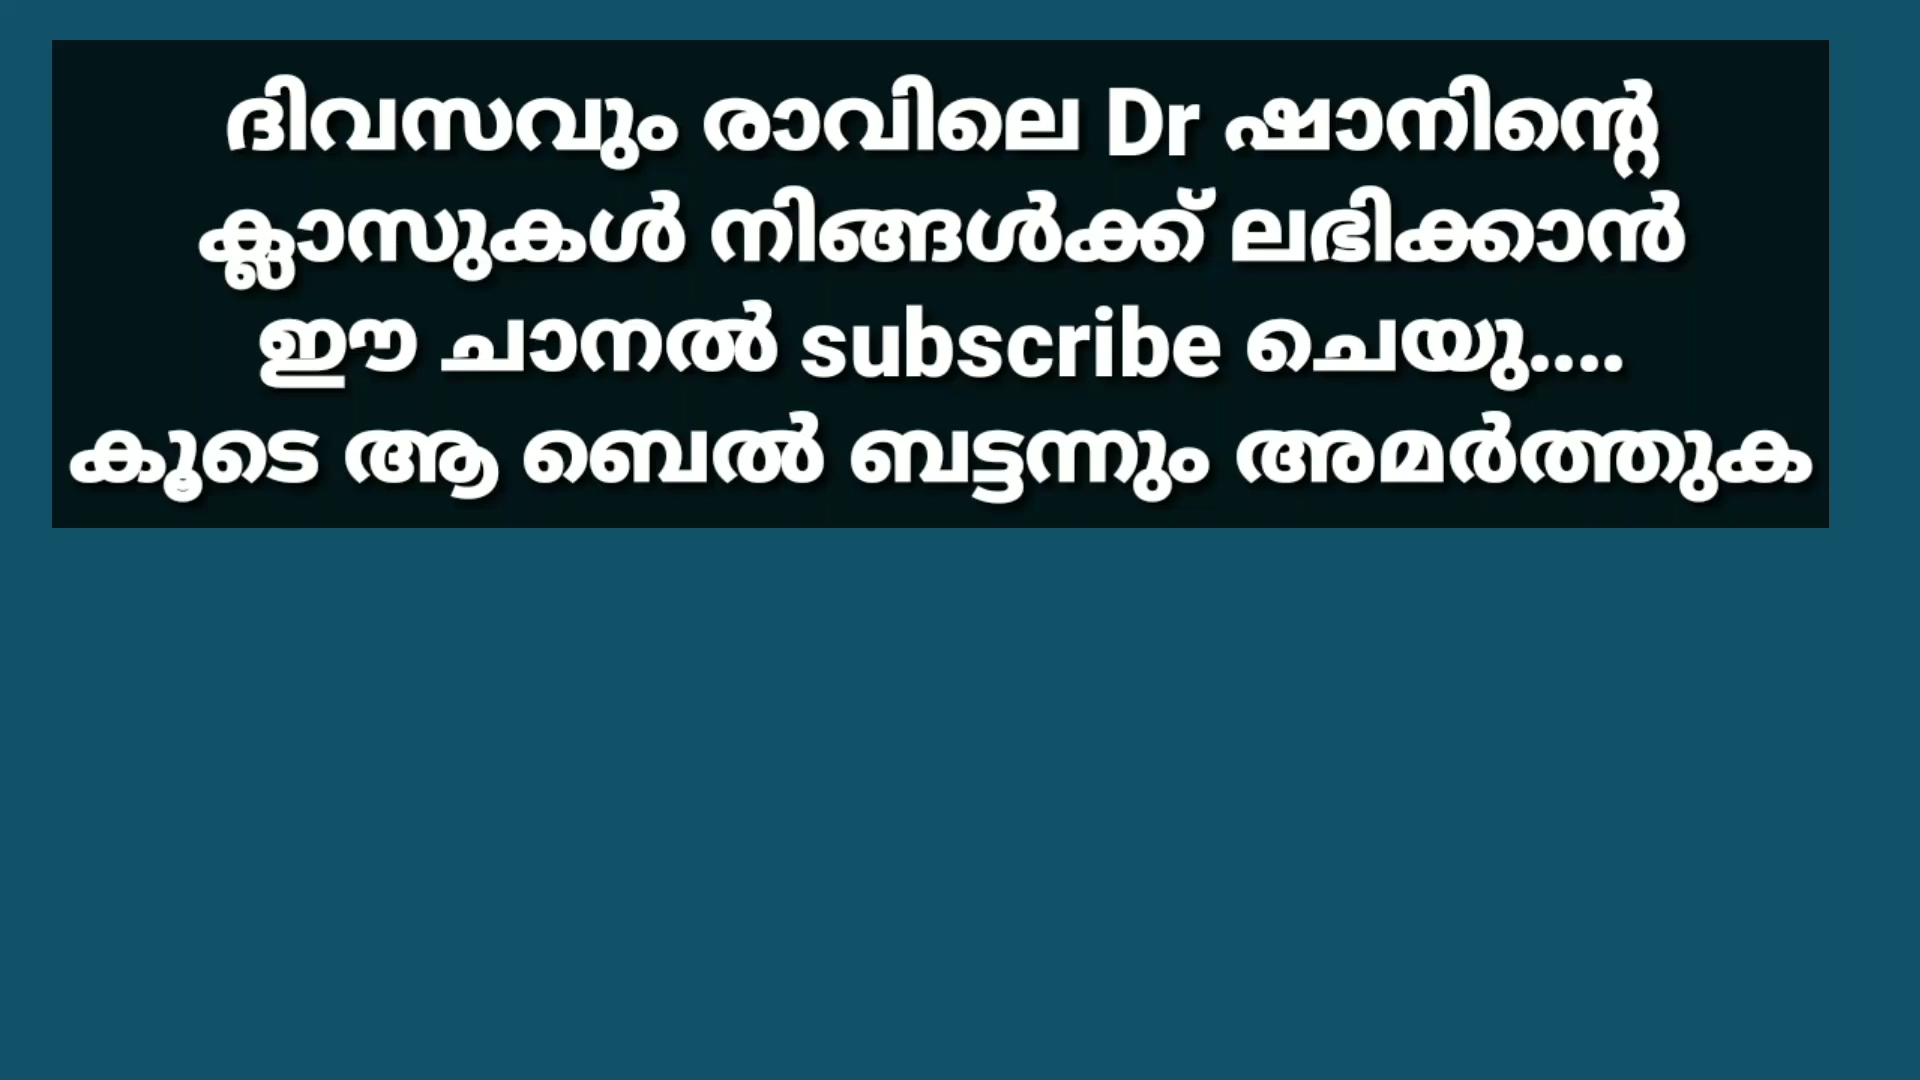 ദിവസവും രാവിലെ Dr ഷാനിന്റെ
ക്ലാസുകൾ നിങ്ങൾക്ക് ലഭിക്കാൻ
ഈ ചാനൽ subscribe ചെയു....
കൂടെ ആ ബെൽ ബട്ടന്നും അമർത്തുക